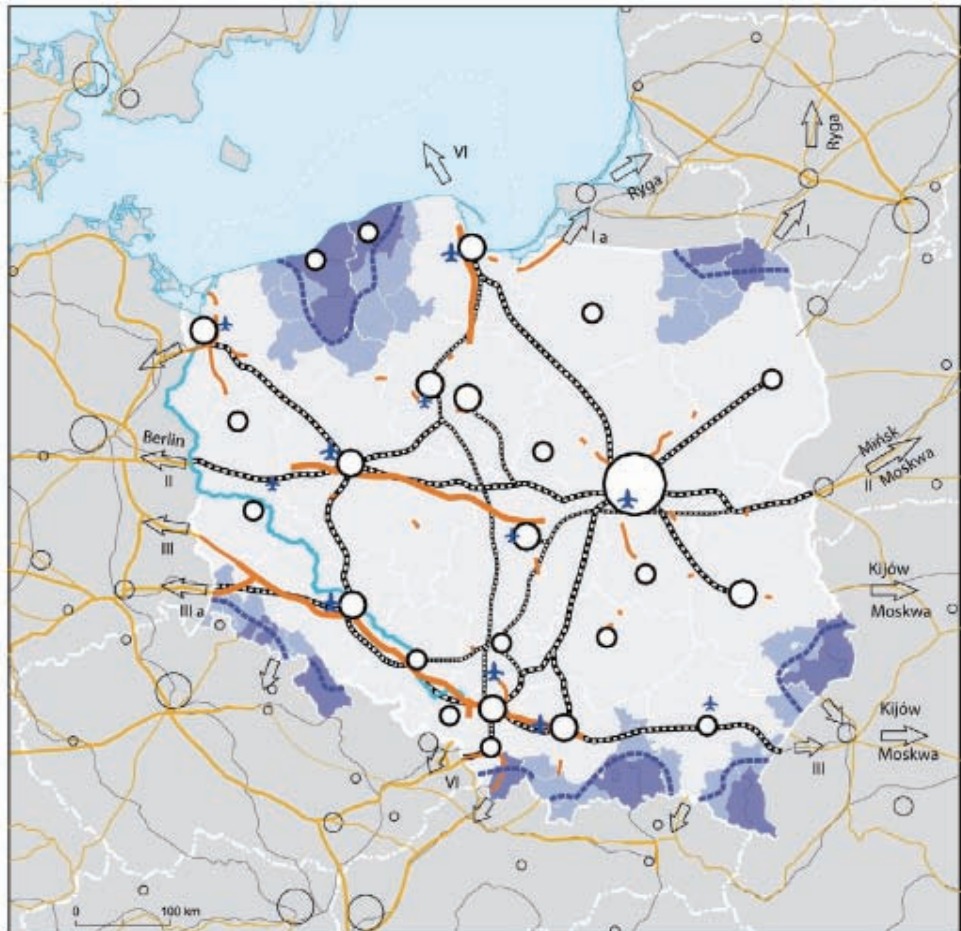 VI
Ryga
Ryga
I a
I
Berlin
II
Mińsk
II Moskwa
III
III a
Kijów
Moskwa
Kijów
Moskwa
III
VI
0 100 km